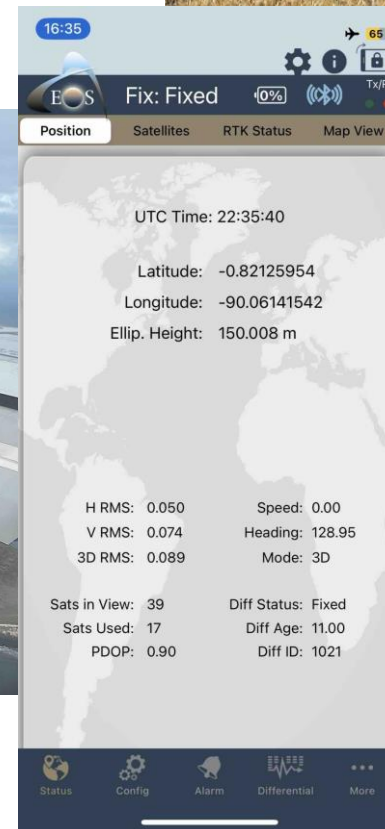 16:35
65
EOS Fix: Fixed 0% Tx/R
Position Satellites RTK Status Map View
UTC Time: 22:35:40
Latitude: -0.82125954
Longitude: -90.06141542
Ellip. Height: 150.008 m
H RMS: 0.050 Speed: 0.00
V RMS: 0.074 Heading: 128.95
3D RMS: 0.089 Mode: 3D
Sats in View: 39 Diff Status: Fixed
Sats Used: 17 Diff Age: 11.00
PDOP: 0.90 Diff ID: 1021
Status Config Alarm Differential More